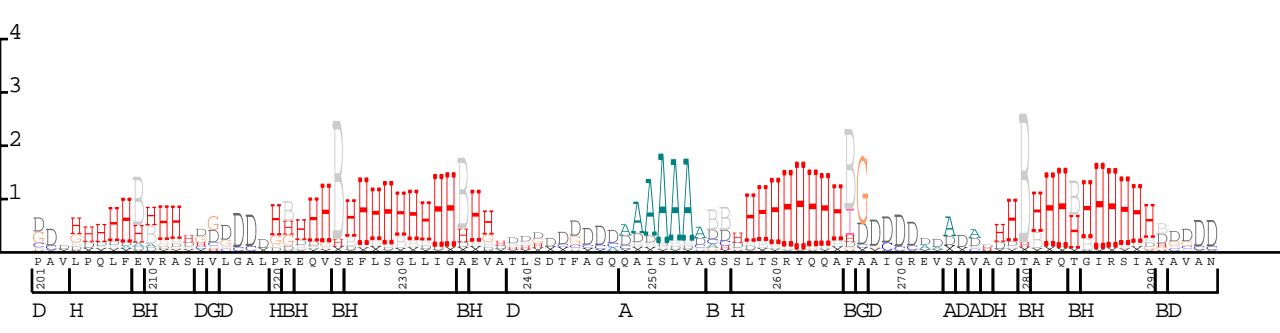 4
3
2
1
PAVLPQLFEVRASHVLGALPREQVSEFLSGLLIGAEVATLSDTFAGQQAISLVAGSSLTSRYQQAFAAIGREVSAVAGDTAFQTGIRSIAYAVAN
201 210 220 230 240 250 260 270 280 290
D H BH DGD HBH BH BH D A B H BGD ADADH BH BH BD